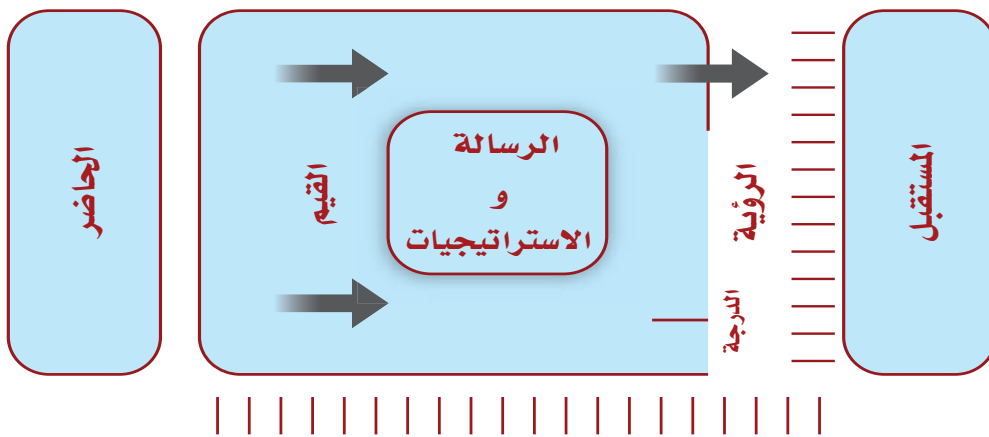 الحاضر
القيم
الرسالة
و
الاستراتيجيات
الرؤية
الدرجة
المستقبل